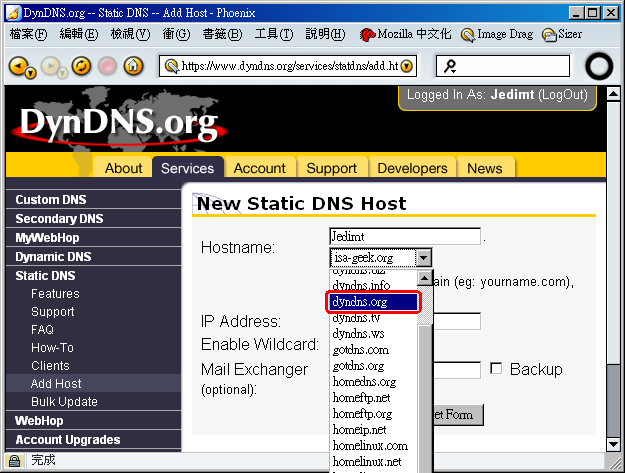 DynDNS.org -- Static DNS -- Add Host - Phoenix
檔案(F) 編輯(E) 檢視(V) 衝(G) 書籤(B) 工具(T) 說明(H) Mozilla 中文化 Image Drag Sizer
https://www.dyndns.org/services/statdns/add.ht
Logged In As: Jedimt (LogOut)
DynDNS.org
About Services Account Support Developers News
Custom DNS
Secondary DNS
MyWebHop
Dynamic DNS
Static DNS
Features
Support
FAQ
How-To
Clients
Add Host
Bulk Update
WebHop
Account Upgrades
New Static DNS Host
Hostname:
Jedimt .
isa-geek.org
dyndns.biz
dyndns.info
ain (eg: yourname.com),
dyndns.org
dyndns.tv
dyndns.ws
gotdns.com
gotdns.org
homedns.org
homeftp.net
homeftp.org
homeip.net
homelinux.com
homelinux.net
IP Address:
Enable Wildcard:
Mail Exchanger
(optional):
Backup
et Form
完成